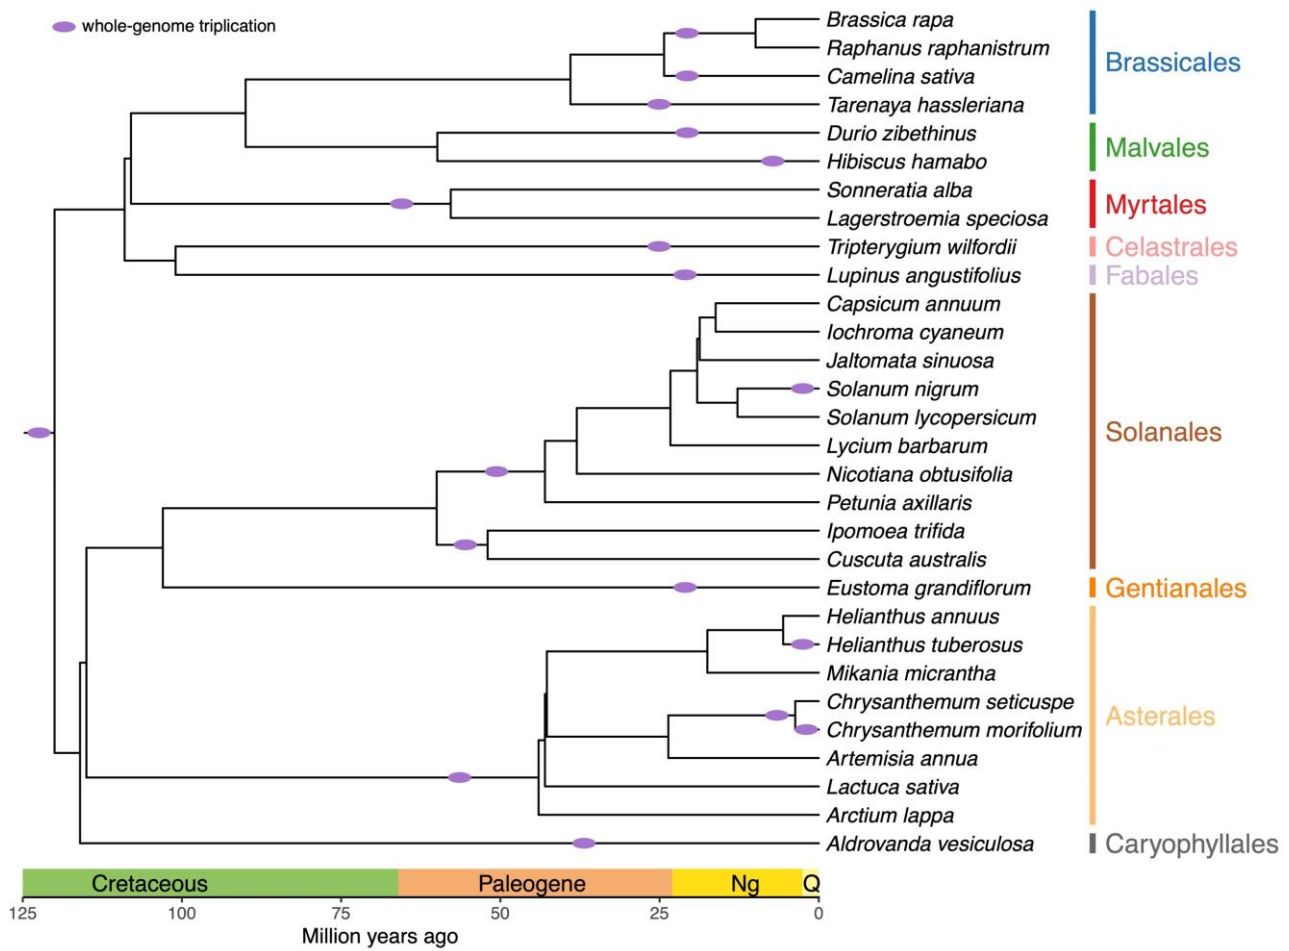 whole-genome triplication
Brassica rapa
Raphanus raphanistrum
Camelina sativa
Tarenaya hassleriana
Brassicales
Durio zibethinus
Hibiscus hamabo
Malvales
Sonneratia alba
Lagerstroemia speciosa
Myrtales
Tripterygium wilfordii
Celastrales
Lupinus angustifolius
Fabales
Capsicum annuum
Iochroma cyaneum
Jaltomata sinuosa
Solanum nigrum
Solanum lycopersicum
Lycium barbarum
Nicotiana obtusifolia
Petunia axillaris
Ipomoea trifida
Cuscuta australis
Solanales
Eustoma grandiflorum
Gentianales
Helianthus annuus
Helianthus tuberosus
Mikania micrantha
Chrysanthemum seticuspe
Chrysanthemum morifolium
Artemisia annua
Lactuca sativa
Arctium lappa
Asterales
Aldrovanda vesiculosa
Caryophyllales
Cretaceous Paleogene Ng Q
125 100 75 50 25 0
Million years ago